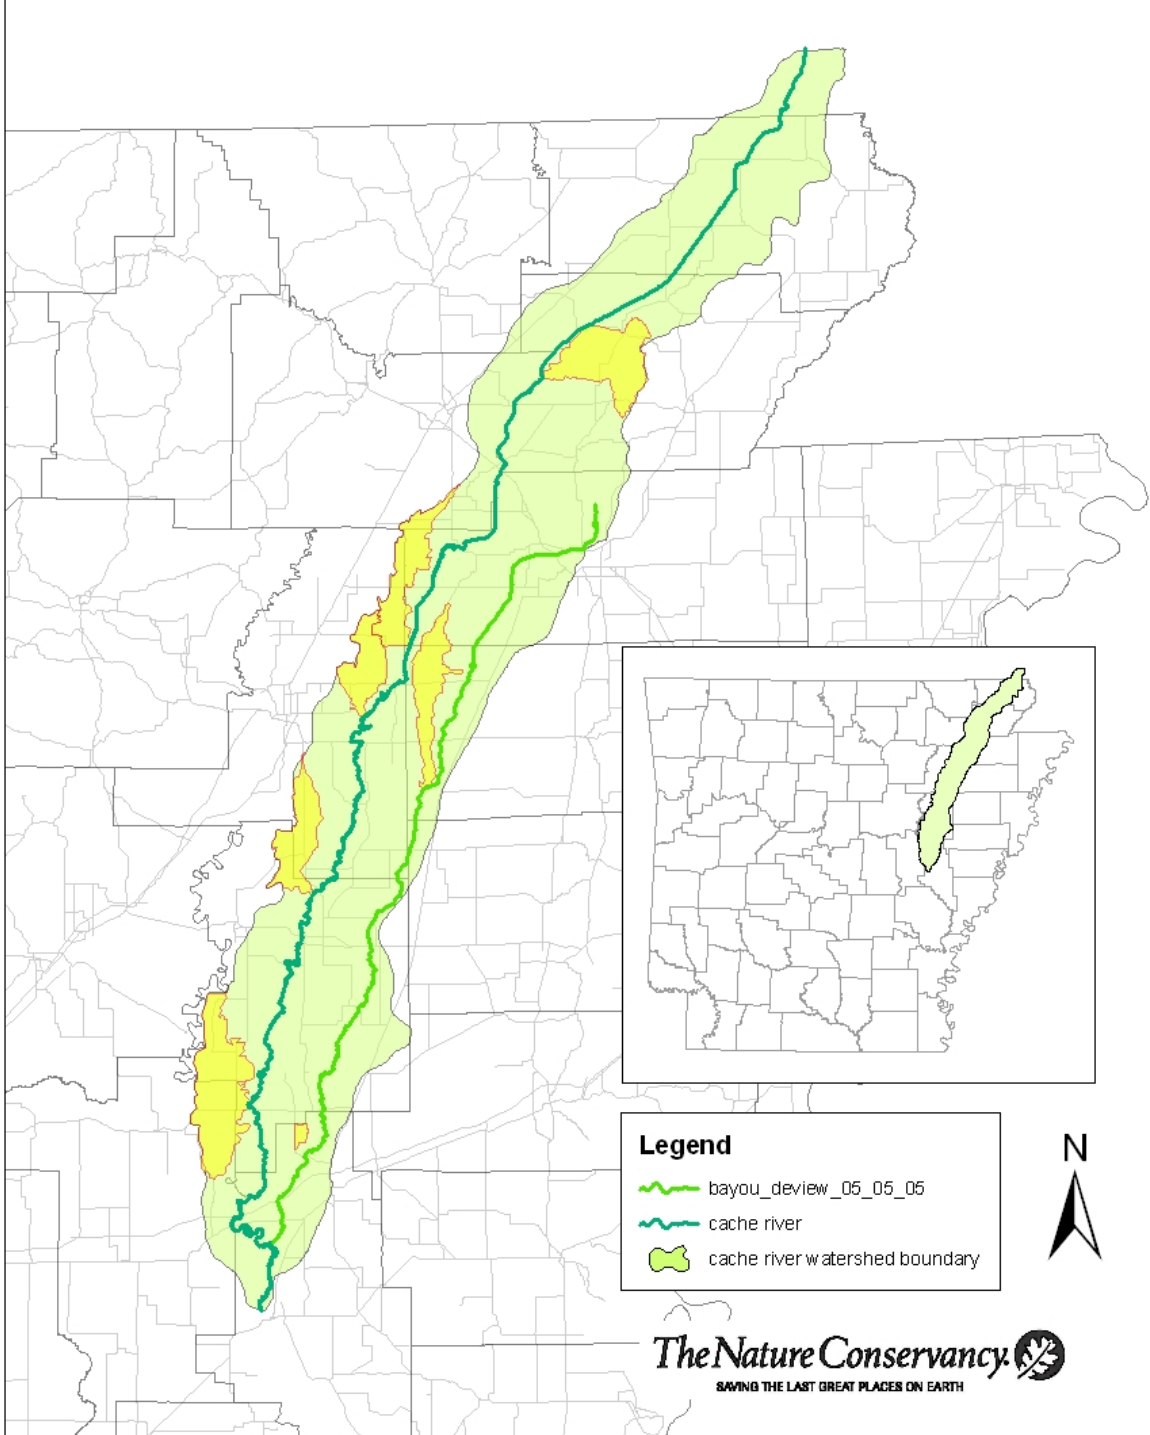 Legend
bayou_deview_05_05_05
cache river
cache river watershed boundary
N
The Nature Conservancy.
SAVING THE LAST GREAT PLACES ON EARTH